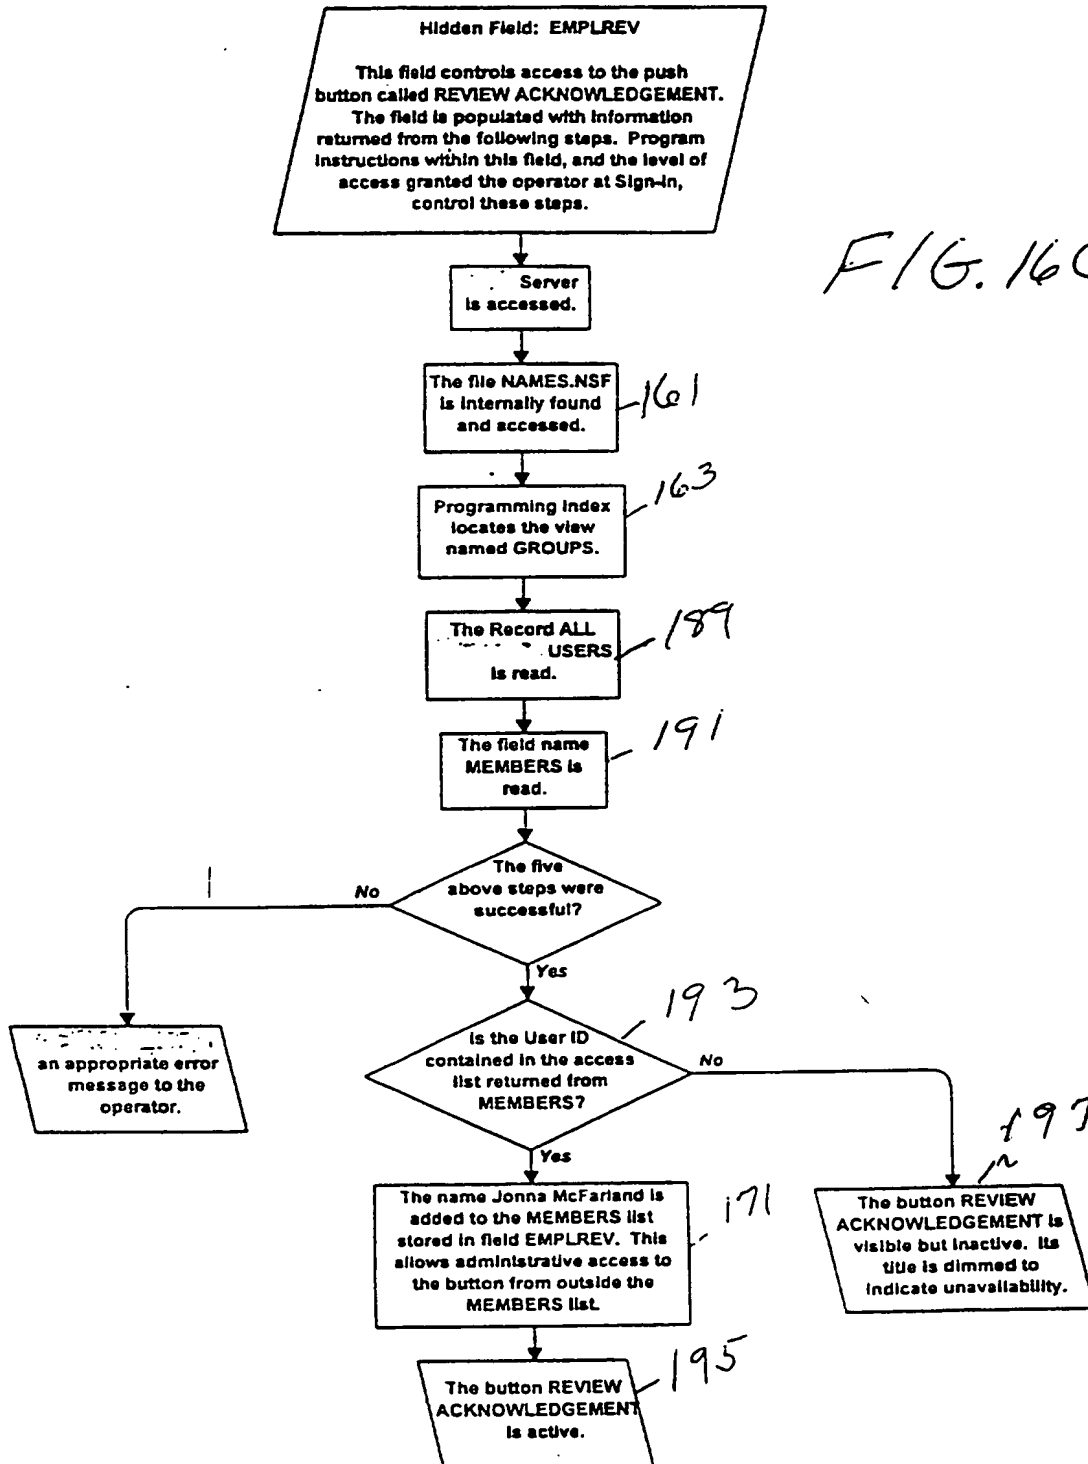 Hidden Field: EMPLREV
This field controls access to the push
button called REVIEW ACKNOWLEDGEMENT.
The field is populated with information
returned from the following steps. Program
instructions within this field, and the level of
access granted the operator at Sign-in,
control these steps.
FIG. 16C
Server
is accessed.
The file NAMES.NSF
is internally found
and accessed.
161
Programming index
locates the view
named GROUPS.
163
The Record ALL
USERS
is read.
189
The field name
MEMBERS is
read.
191
The five
above steps were
successful?
No
Yes
an appropriate error
message to the
operator.
Is the User ID
contained in the access
list returned from
MEMBERS?
193
No
Yes
The name Jonna McFarland is
added to the MEMBERS list
stored in field EMPLREV. This
allows administrative access to
the button from outside the
MEMBERS list.
171
The button REVIEW
ACKNOWLEDGEMENT is
visible but inactive. Its
title is dimmed to
indicate unavailability.
197
The button REVIEW
ACKNOWLEDGEMENT
is active.
195